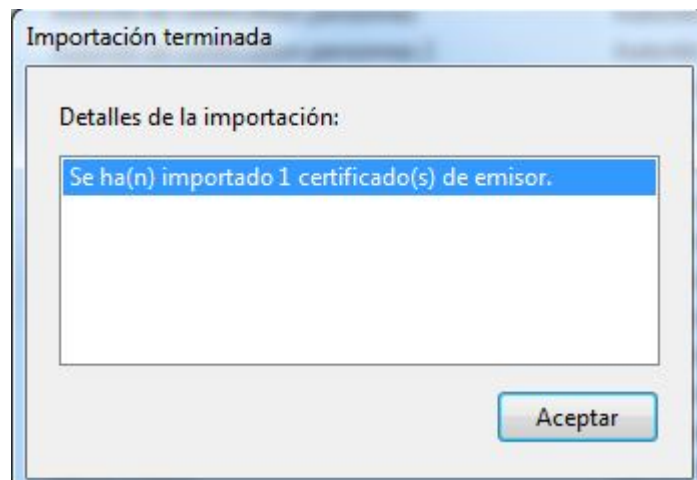 Importación terminada
Detalles de la importación:
Se ha(n) importado 1 certificado(s) de emisor.
Aceptar